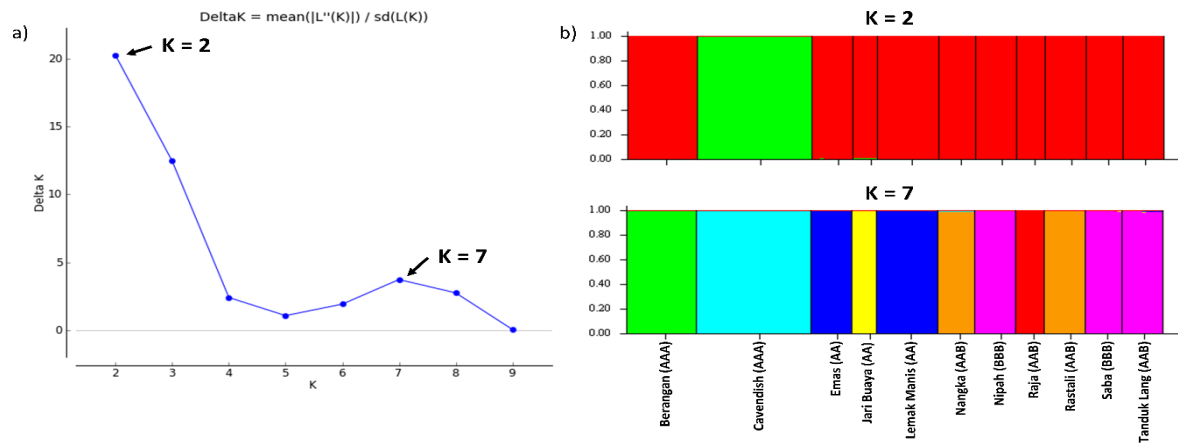 DeltaK = mean(|L''(K)|) / sd(L(K))
a)
K = 2
K = 7
20
15
10
5
0
Delta K
2 3 4 5 6 7 8 9
K
b)
K = 2
1.00
0.80
0.60
0.40
0.20
0.00
K = 7
1.00
0.80
0.60
0.40
0.20
0.00
Berangan (AAA)
Cavendish (AAA)
Emas (AA)
Jari Buaya (AA)
Lemak Manis (AA)
Nangka (AAB)
Nipah (BBB)
Raja (AAB)
Rastali (AAB)
Saba (BBB)
Tanduk Lang (AAB)